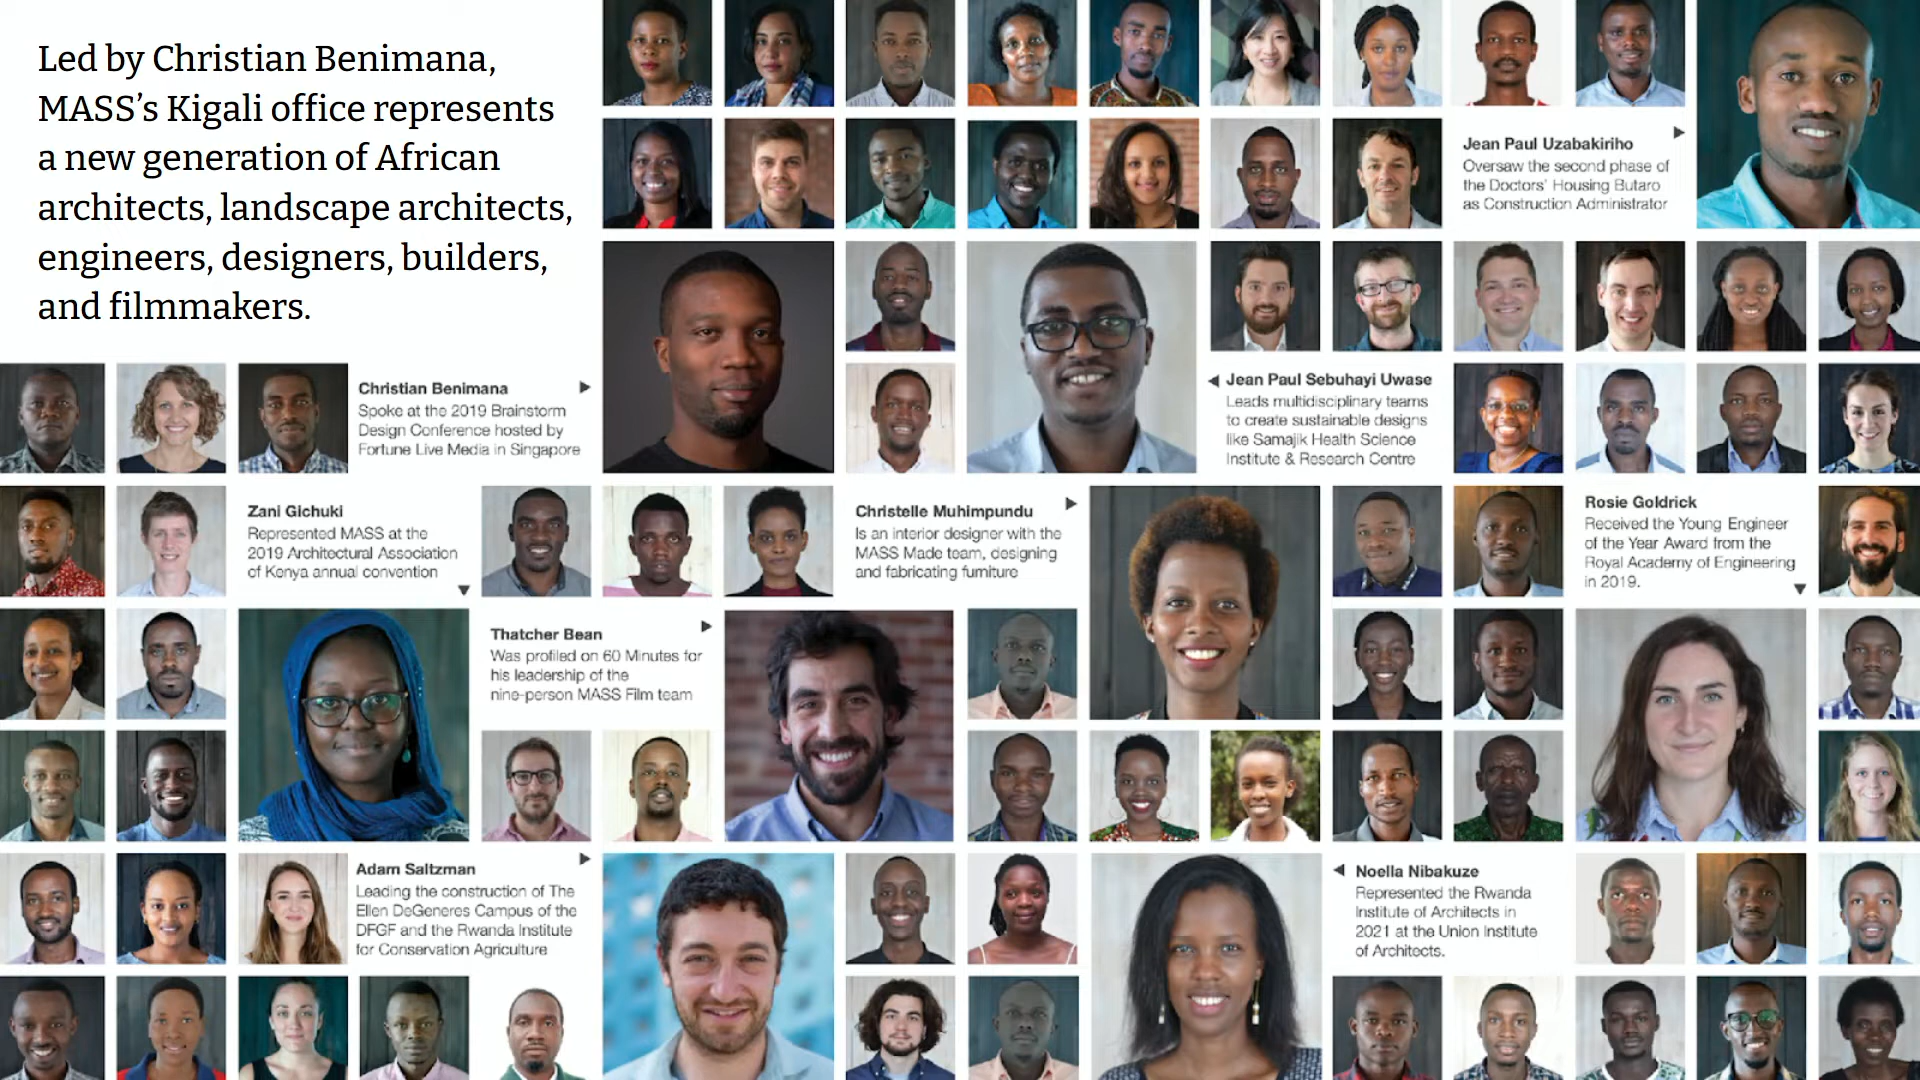 Led by Christian Benimana,
MASS’s Kigali office represents
a new generation of African
architects, landscape architects,
engineers, designers, builders,
and filmmakers.
Jean Paul Uzabakiriho
Oversaw the second phase of
the Doctors’ Housing Butaro
as Construction Administrator
Christian Benimana
Spoke at the 2019 Brainstorm
Design Conference hosted by
Fortune Live Media in Singapore
Jean Paul Sebuhayi Uwase
Leads multidisciplinary teams
to create sustainable designs
like Samajik Health Science
Institute & Research Centre
Zani Gichuki
Represented MASS at the
2019 Architectural Association
of Kenya annual convention
Christelle Muhimpundu
Is an interior designer with the
MASS Made team, designing
and fabricating furniture
Rosie Goldrick
Received the Young Engineer
of the Year Award from the
Royal Academy of Engineering
in 2019.
Thatcher Bean
Was profiled on 60 Minutes for
his leadership of the
nine-person MASS Film team
Adam Saltzman
Leading the construction of The
Ellen DeGeneres Campus of the
DFGF and the Rwanda Institute
for Conservation Agriculture
Noella Nibakuze
Represented the Rwanda
Institute of Architects in
2021 at the Union Institute
of Architects.